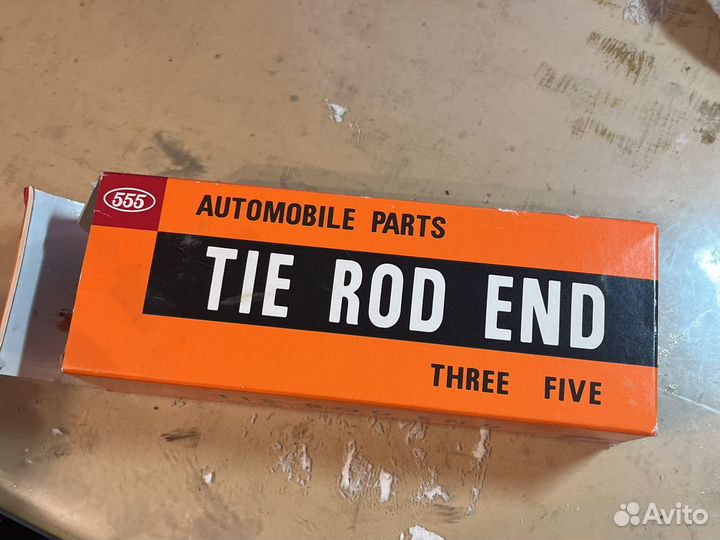 555
AUTOMOBILE PARTS
TIE ROD END
THREE FIVE
Avito